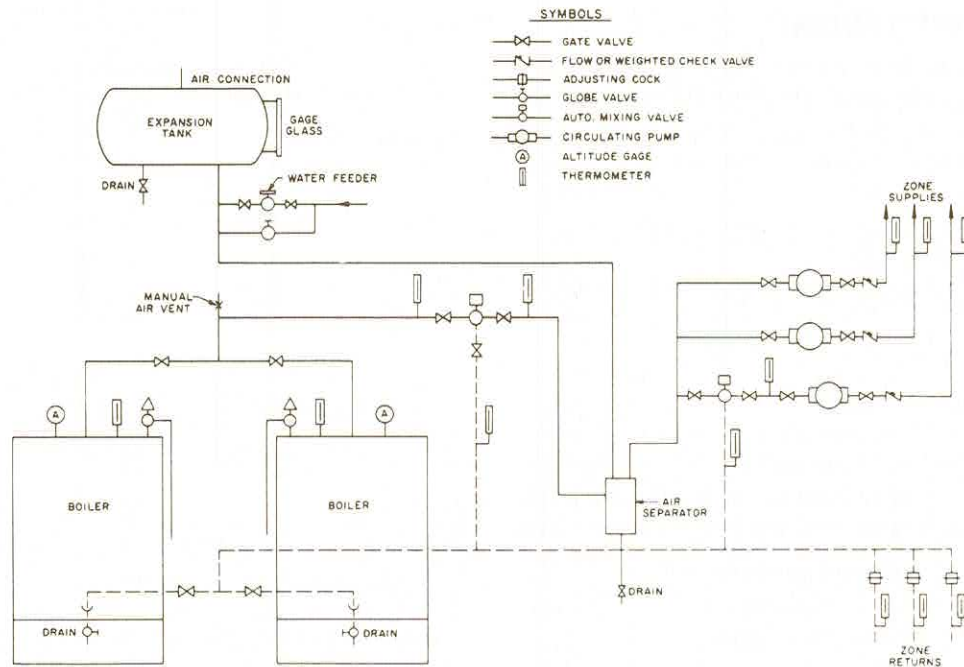 SYMBOLS
GATE VALVE
FLOW OR WEIGHTED CHECK VALVE
ADJUSTING COCK
GLOBE VALVE
AUTO. MIXING VALVE
CIRCULATING PUMP
A
ALTITUDE GAGE
THERMOMETER
AIR CONNECTION
EXPANSION
TANK
GAGE
GLASS
DRAIN
WATER FEEDER
ZONE
SUPPLIES
MANUAL
AIR VENT
A
A
BOILER
BOILER
AIR
SEPARATOR
DRAIN
DRAIN
DRAIN
ZONE
RETURNS